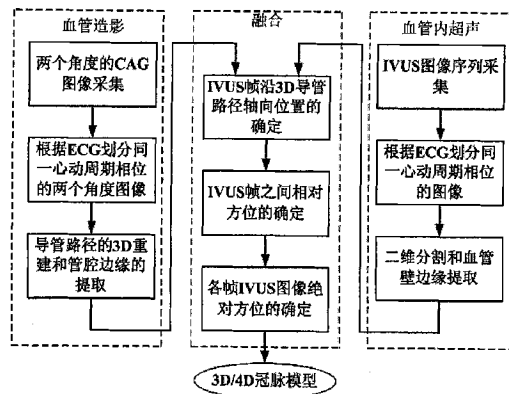 血管造影
两个角度的CAG
图像采集
根据ECG划分同
一心动周期相位
的两个角度图像
导管路径的3D重
建和管腔边缘的
提取
融合
IVUS帧沿3D导管
路径轴向位置的
确定
IVUS帧之间相对
方位的确定
各帧IVUS图像绝
对方位的确定
3D/4D冠脉模型
血管内超声
IVUS图像序列采
集
根据ECG划分同
一心动周期相位
的图像
二维分割和血管
壁边缘提取